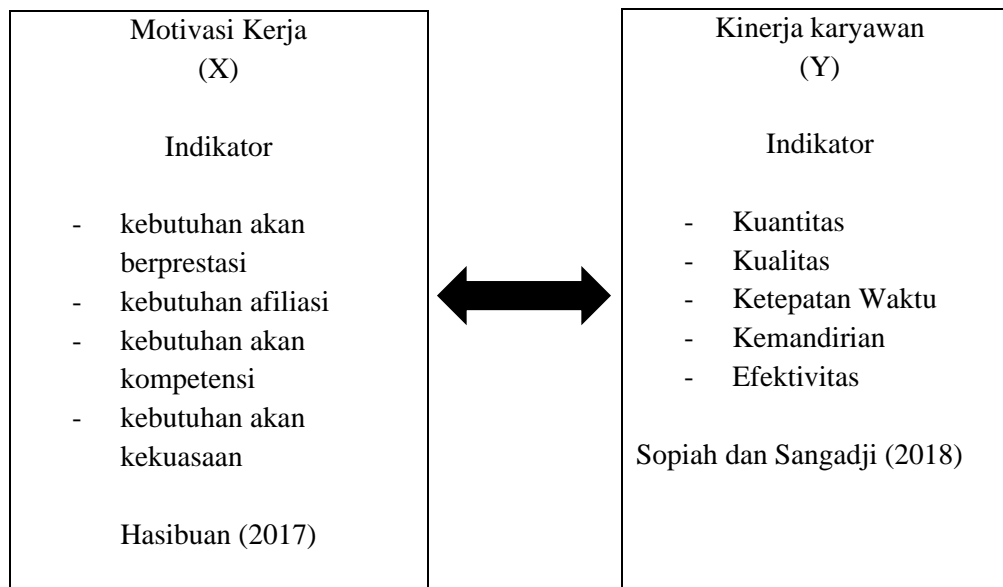 Motivasi Kerja
(X)
Indikator
- kebutuhan akan
berprestasi
- kebutuhan afiliasi
- kebutuhan akan
kompetensi
- kebutuhan akan
kekuasaan
Hasibuan (2017)
Kinerja karyawan
(Y)
Indikator
- Kuantitas
- Kualitas
- Ketepatan Waktu
- Kemandirian
- Efektivitas
Sopiah dan Sangadji (2018)